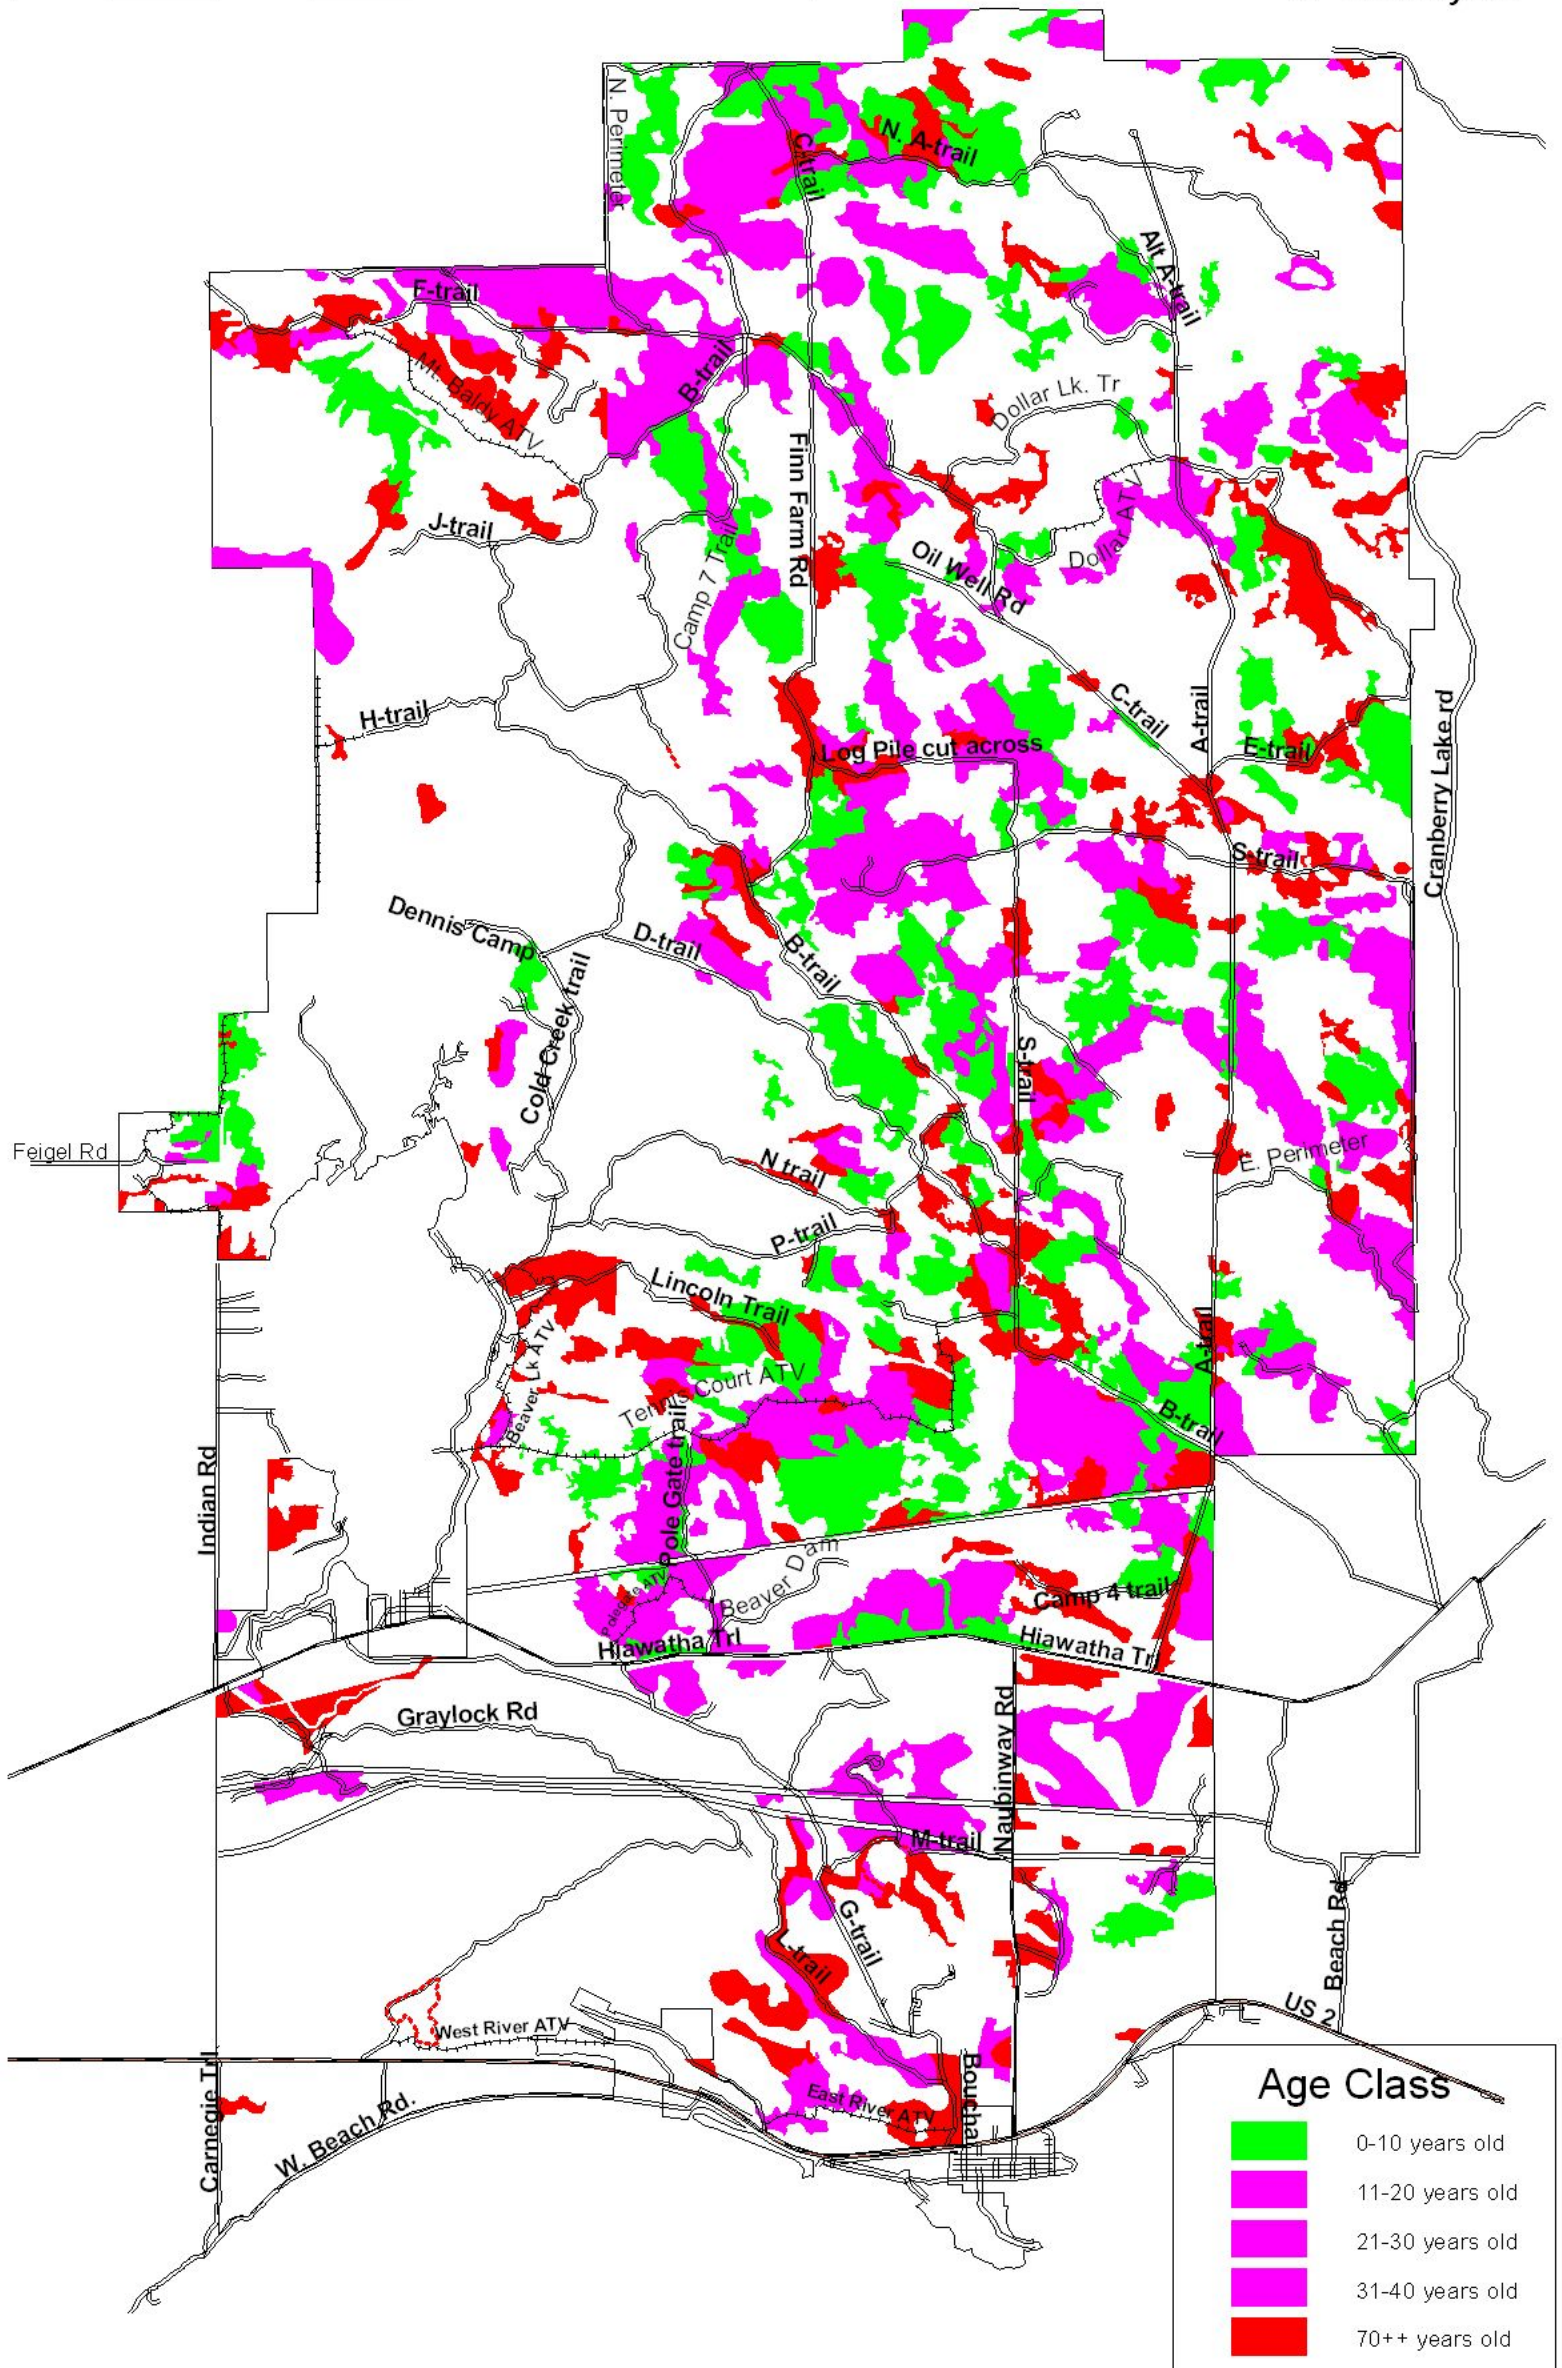 N. Perimeter
C-trail
N. A-trail
Alt A-trail
F-trail
Mt. Baldy ATV
B-trail
Dollar Lk. Tr
Finn Farm Rd
J-trail
Camp 7 Trail
Oil Well Rd
Dollar ATV
H-trail
C-trail
A-trail
Log Pile cut across
E-trail
Cranberry Lake rd
S-trail
Dennis Camp
D-trail
B-trail
Cold Creek trail
S-trail
Feigel Rd
N trail
E. Perimeter
P-trail
Lincoln Trail
A-trail
Beaver Lk ATV
Tennis Court ATV
B-trail
Pole Gate trail
Indian Rd
Beaver Dam
Polegate ATV
Camp 4 trail
Hiawatha Trl
Hiawatha Trl
Graylock Rd
Naubinway Rd
M-trail
G-trail
L-trail
Beach Rd
US 2
West River ATV
Carnegie Trl
W. Beach Rd.
East River ATV
Bouchal
Age Class
0-10 years old
11-20 years old
21-30 years old
31-40 years old
70++ years old